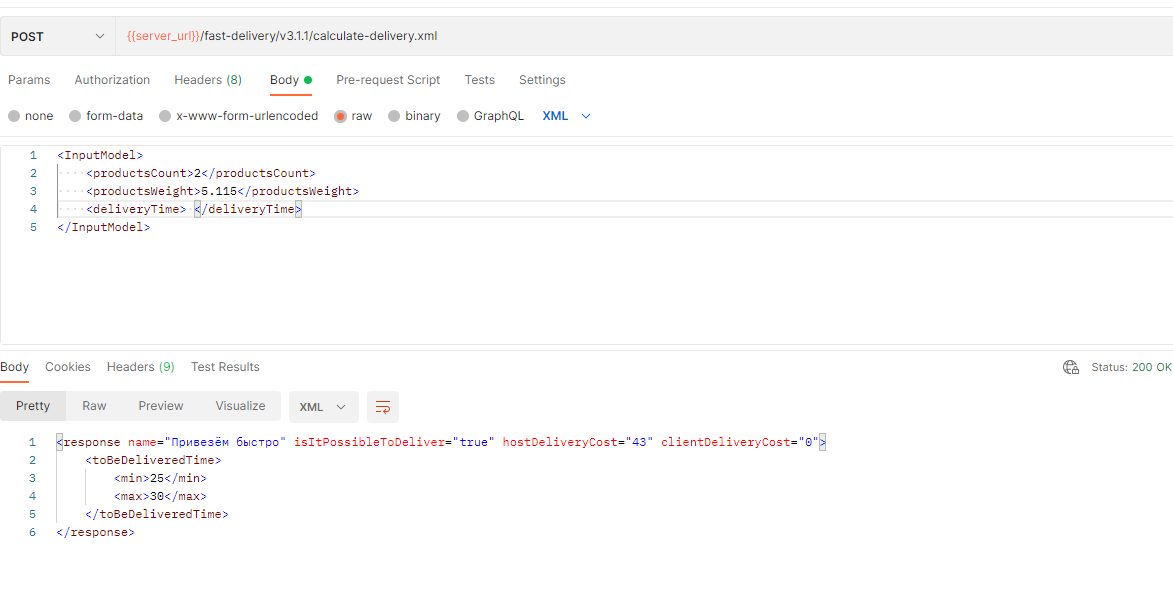 POST {{server_url}}/fast-delivery/v3.1.1/calculate-delivery.xml
Params Authorization Headers (8) Body Pre-request Script Tests Settings
none form-data x-www-form-urlencoded raw binary GraphQL XML
1 <InputModel>
2 ····<productsCount>2</productsCount>
3 ····<productsWeight>5.115</productsWeight>
4 ····<deliveryTime>·</deliveryTime>
5 </InputModel>
Body Cookies Headers (9) Test Results Status: 200 OK
Pretty Raw Preview Visualize XML
1 <response name="Привезём быстро" isItPossibleToDeliver="true" hostDeliveryCost="43" clientDeliveryCost="0">
2 <toBeDeliveredTime>
3 <min>25</min>
4 <max>30</max>
5 </toBeDeliveredTime>
6 </response>